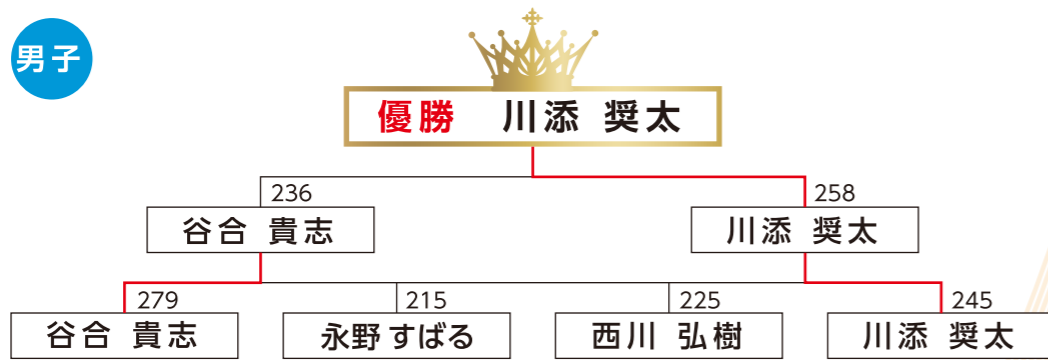 男子
優勝 川添 奨太
236 258
谷合 貴志 川添 奨太
279 215 225 245
谷合 貴志 永野 すばる 西川 弘樹 川添 奨太